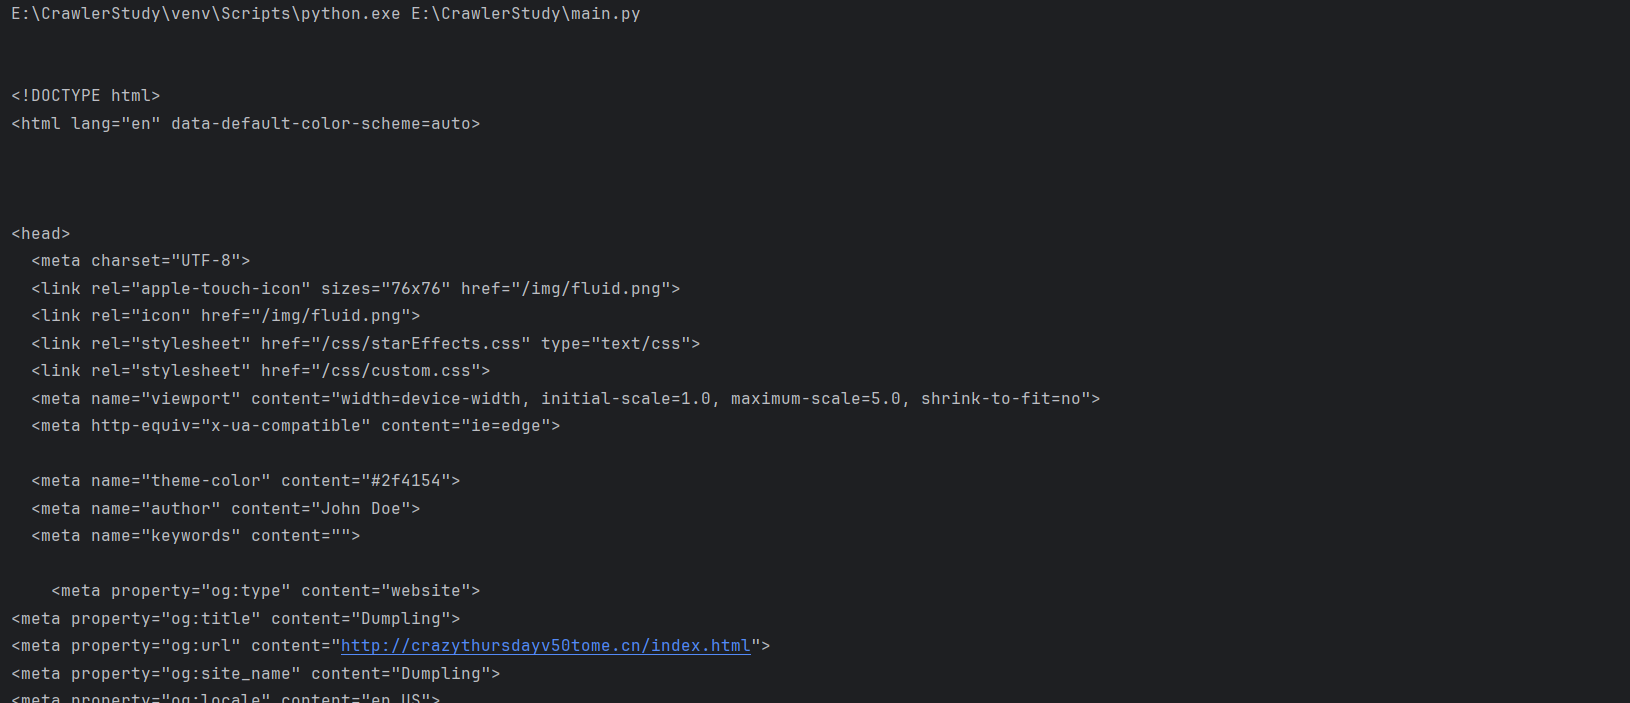 E:\CrawlerStudy\venv\Scripts\python.exe E:\CrawlerStudy\main.py
<!DOCTYPE html>
<html lang="en" data-default-color-scheme=auto>
<head>
  <meta charset="UTF-8">
  <link rel="apple-touch-icon" sizes="76x76" href="/img/fluid.png">
  <link rel="icon" href="/img/fluid.png">
  <link rel="stylesheet" href="/css/starEffects.css" type="text/css">
  <link rel="stylesheet" href="/css/custom.css">
  <meta name="viewport" content="width=device-width, initial-scale=1.0, maximum-scale=5.0, shrink-to-fit=no">
  <meta http-equiv="x-ua-compatible" content="ie=edge">
  <meta name="theme-color" content="#2f4154">
  <meta name="author" content="John Doe">
  <meta name="keywords" content="">
    <meta property="og:type" content="website">
<meta property="og:title" content="Dumpling">
<meta property="og:url" content="http://crazythursdayv50tome.cn/index.html">
<meta property="og:site_name" content="Dumpling">
<meta property="og:locale" content="en_US">